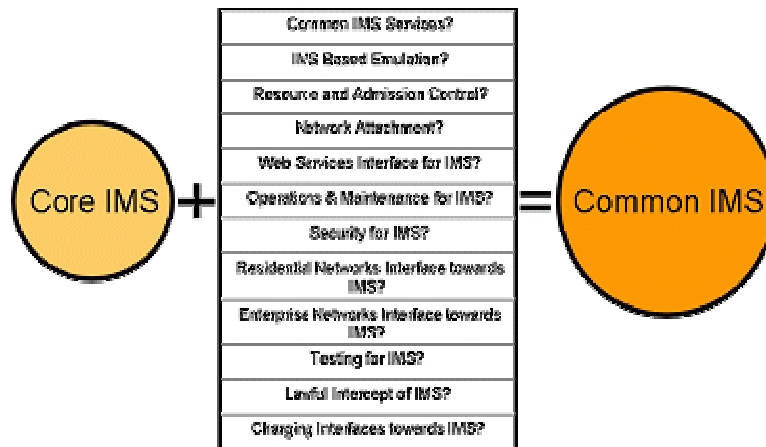 Core IMS
+
Common IMS Services?
IMS Based Emulation?
Resource and Admission Control?
Network Attachment?
Web Services Interface for IMS?
Operations & Maintenance for IMS?
Security for IMS?
Residential Networks Interface towards
IMS?
Enterprise Networks Interface towards
IMS?
Testing for IMS?
Lawful Intercept of IMS?
Charging Interfaces towards IMS?
=
Common IMS